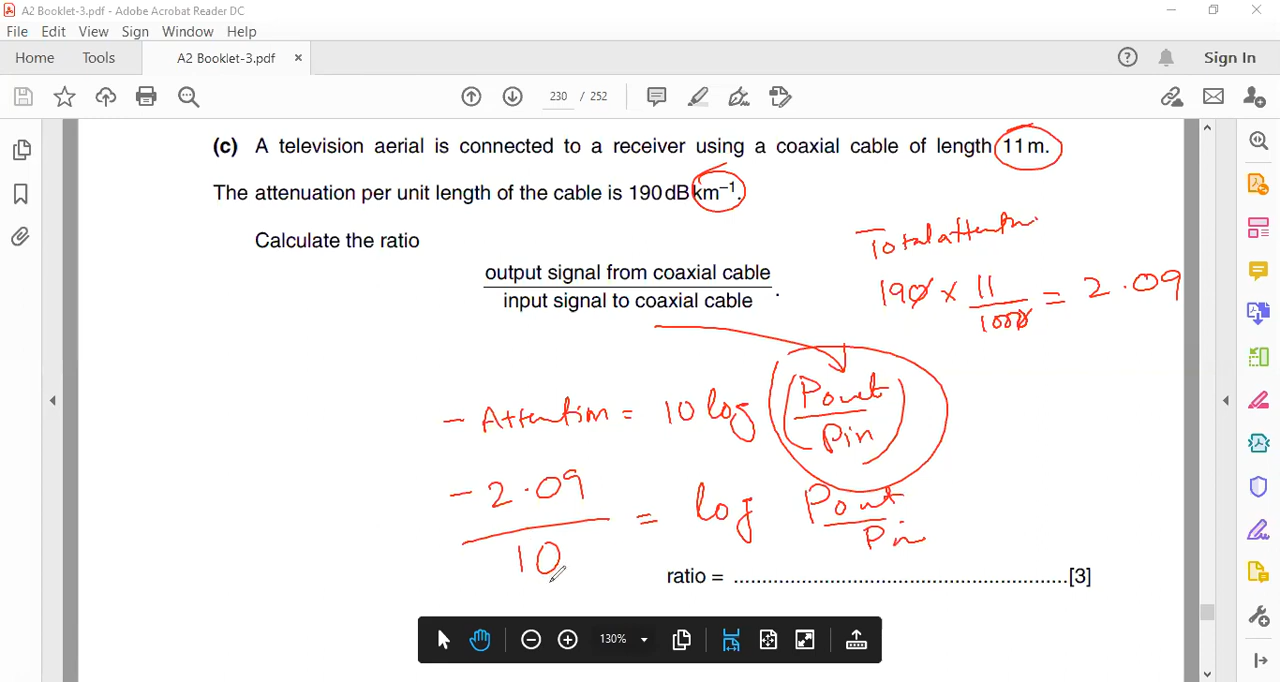 A2 Booklet-3.pdf - Adobe Acrobat Reader DC
File Edit View Sign Window Help
Home Tools A2 Booklet-3.pdf × Sign In
230 / 252
(c) A television aerial is connected to a receiver using a coaxial cable of length 11 m.
The attenuation per unit length of the cable is 190 dB km⁻¹.
Calculate the ratio
output signal from coaxial cable
input signal to coaxial cable
.
Total
190 × 11/1000 = 2.09
- Attention = 10 log (Pout/Pin)
-2.09/10 = log Pout/Pin
ratio = ........................................................[3]
130%